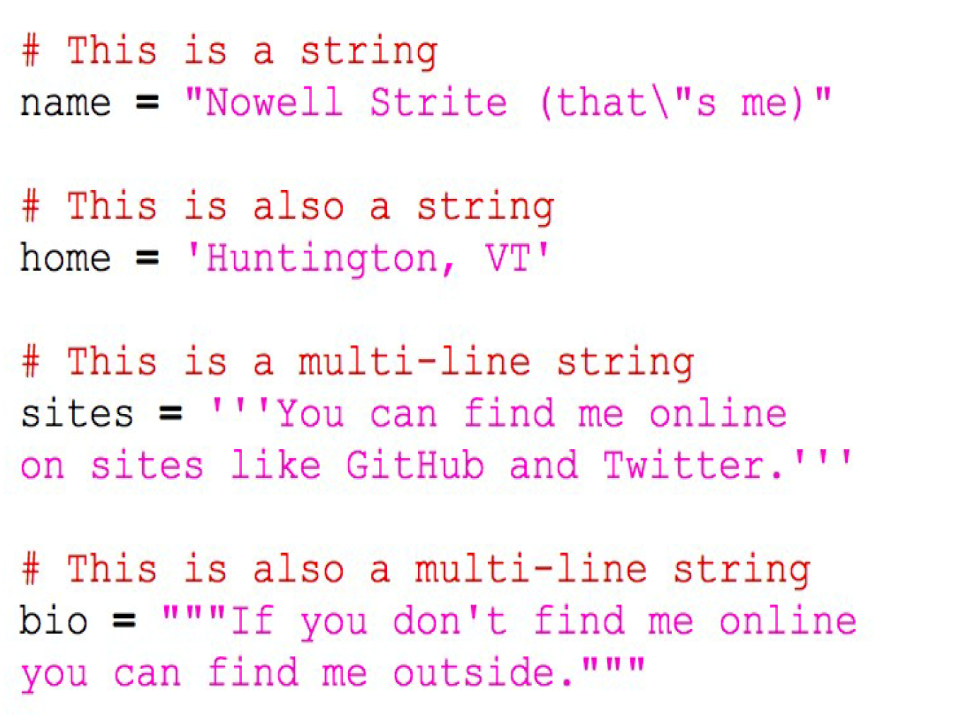 # This is a string
name = "Nowell Strite (that\"s me)"
# This is also a string
home = 'Huntington, VT'
# This is a multi-line string
sites = '''You can find me online
on sites like GitHub and Twitter.'''
# This is also a multi-line string
bio = """If you don't find me online
you can find me outside."""